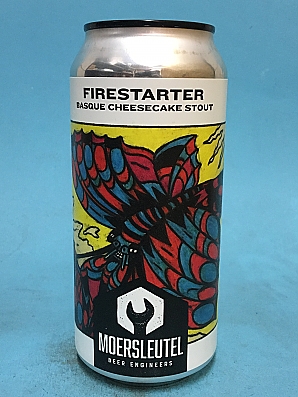 FIRESTARTER
BASQUE CHEESECAKE STOUT
MOERSLEUTEL
BEER ENGINEERS